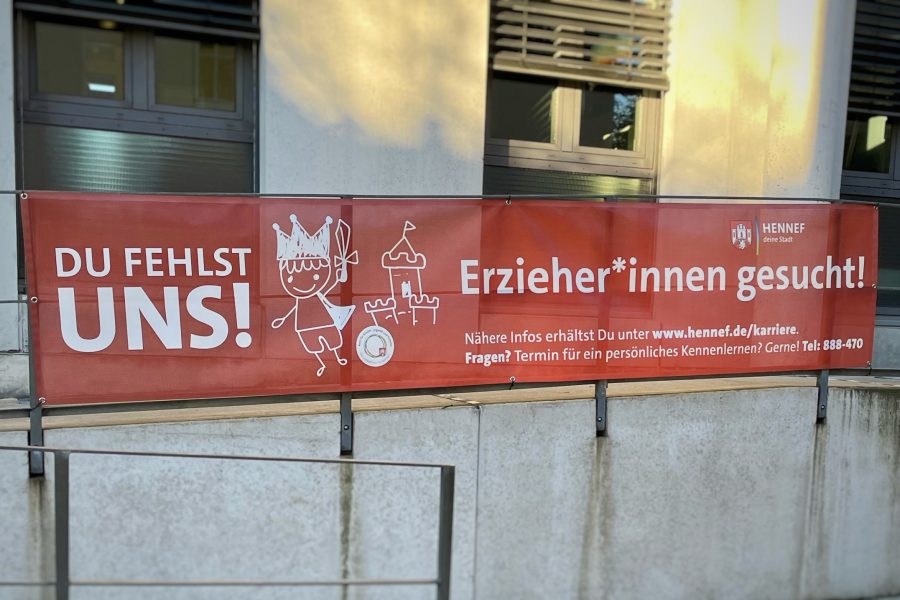 DU FEHLST
UNS!
HENNEF
deine Stadt
Erzieher*innen gesucht!
Nähere Infos erhältst Du unter www.hennef.de/karriere.
Fragen? Termin für ein persönliches Kennenlernen? Gerne! Tel: 888-470